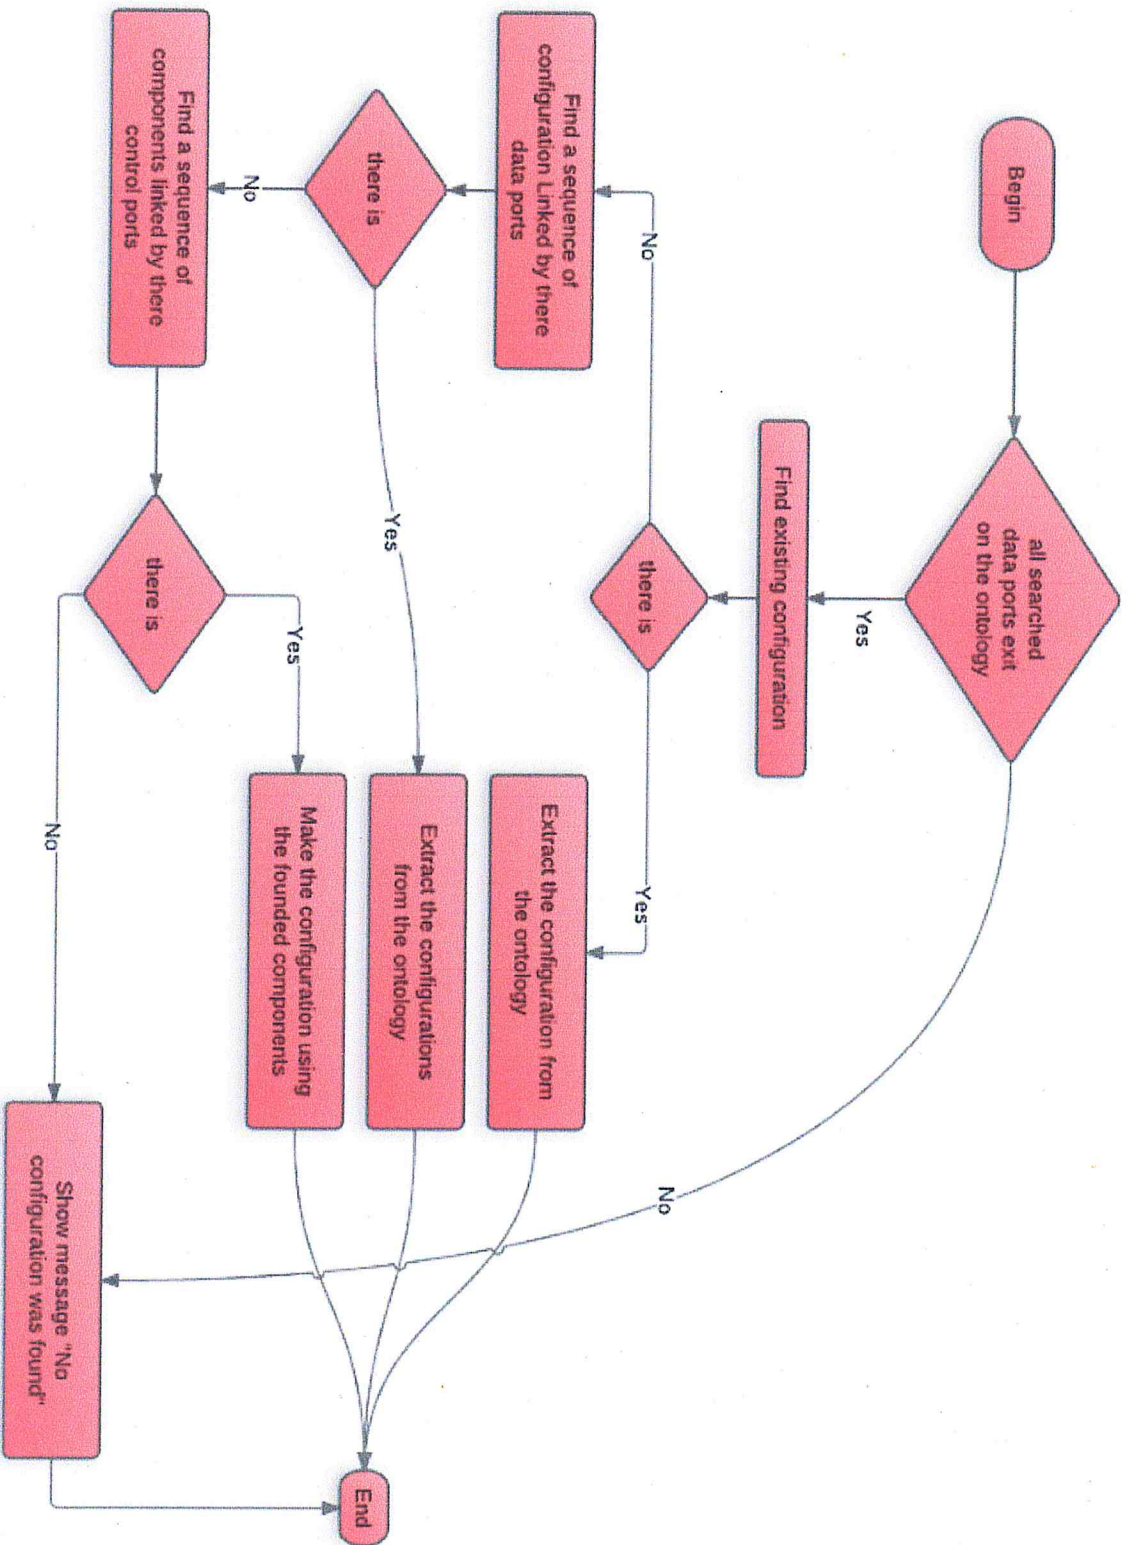 Begin
all searched
data ports exit
on the ontology
Yes
No
Find existing configuration
there is
No
Yes
Find a sequence of
configuration Linked by there
data ports
Extract the configuration from
the ontology
there is
Yes
Extract the configurations
from the ontology
No
Find a sequence of
components linked by there
control ports
there is
Yes
Make the configuration using
the founded components
No
Show message "No
configuration was found"
End